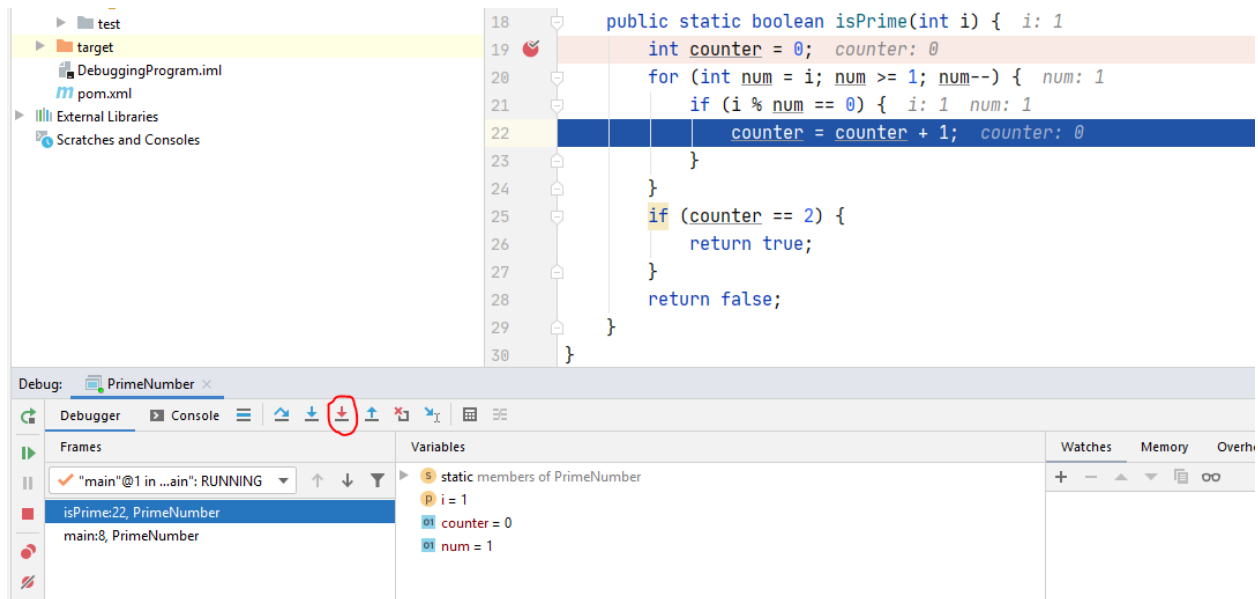 test
target
DebuggingProgram.iml
m pom.xml
External Libraries
Scratches and Consoles
18 public static boolean isPrime(int i) { i: 1
19 int counter = 0; counter: 0
20 for (int num = i; num >= 1; num--) { num: 1
21 if (i % num == 0) { i: 1 num: 1
22 counter = counter + 1; counter: 0
23 }
24 }
25 if (counter == 2) {
26 return true;
27 }
28 return false;
29 }
30 }
Debug: PrimeNumber
Debugger Console
Frames
"main"@1 in ...ain": RUNNING
isPrime:22, PrimeNumber
main:8, PrimeNumber
Variables
s static members of PrimeNumber
p i = 1
01 counter = 0
01 num = 1
Watches Memory Overhe